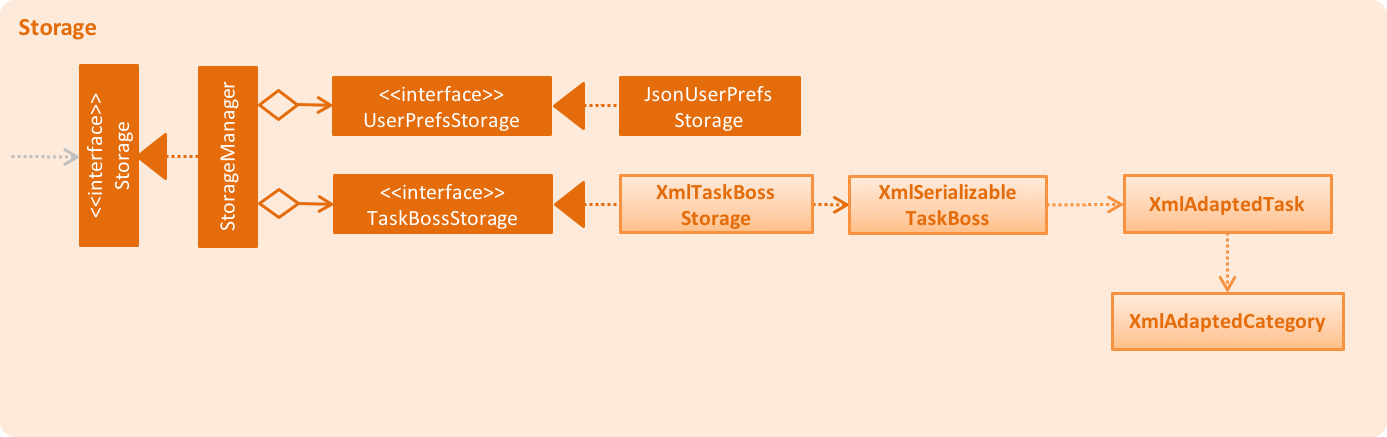 Storage
<<interface>>
Storage
StorageManager
<<interface>>
UserPrefsStorage
JsonUserPrefs
Storage
<<interface>>
TaskBossStorage
XmlTaskBoss
Storage
XmlSerializable
TaskBoss
XmlAdaptedTask
XmlAdaptedCategory